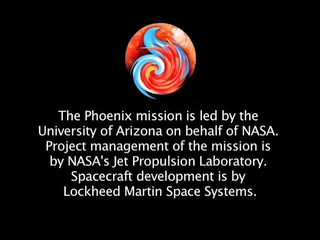 The Phoenix mission is led by the
University of Arizona on behalf of NASA.
Project management of the mission is
by NASA's Jet Propulsion Laboratory.
Spacecraft development is by
Lockheed Martin Space Systems.